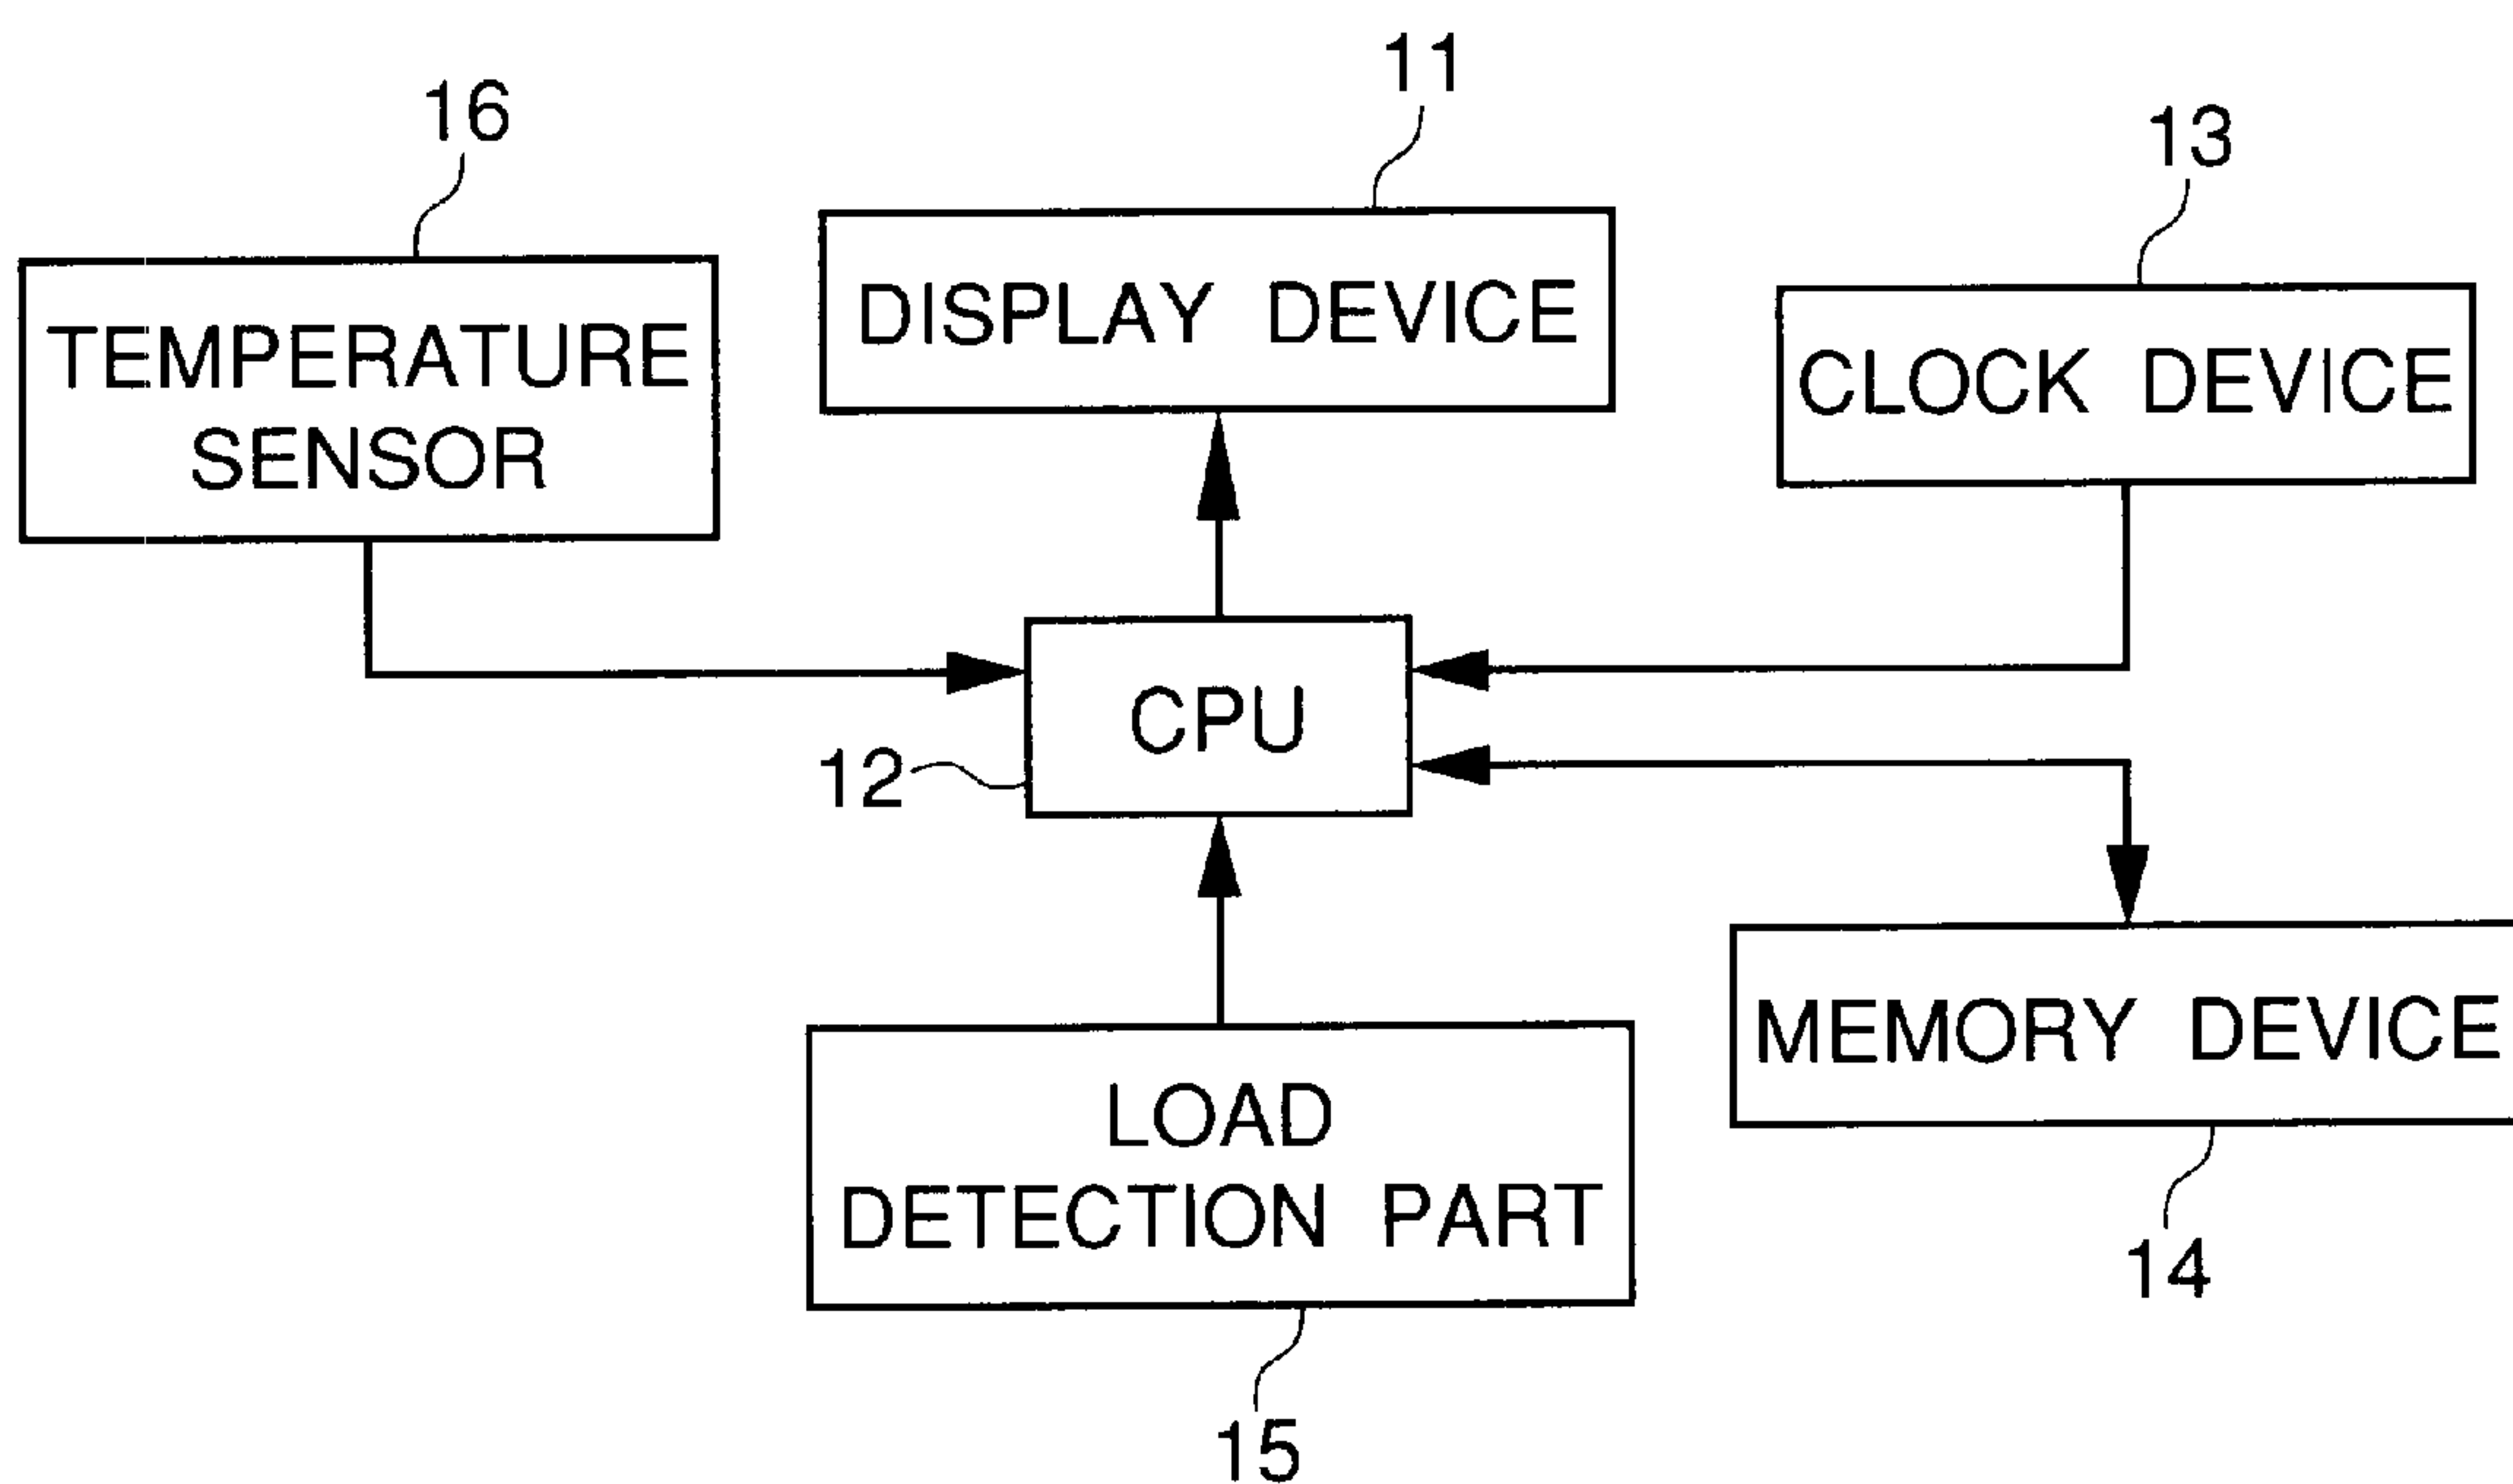 11
16
13
DISPLAY DEVICE
TEMPERATURE
SENSOR
CLOCK DEVICE
CPU
12
MEMORY DEVICE
LOAD
DETECTION PART
14
15